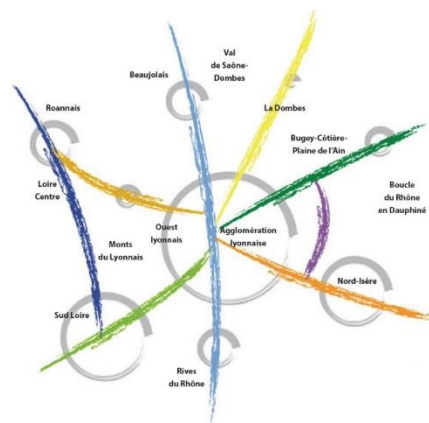 Val
de Saône-
Dombes
Beaujolais
Roannais
La Dombes
Bugey-Côtière-
Plaine de l'Ain
Loire
Centre
Boucle
du Rhône
en Dauphiné
Ouest
lyonnais
Agglomération
lyonnaise
Monts
du Lyonnais
Nord-Isère
Sud Loire
Rives
du Rhône